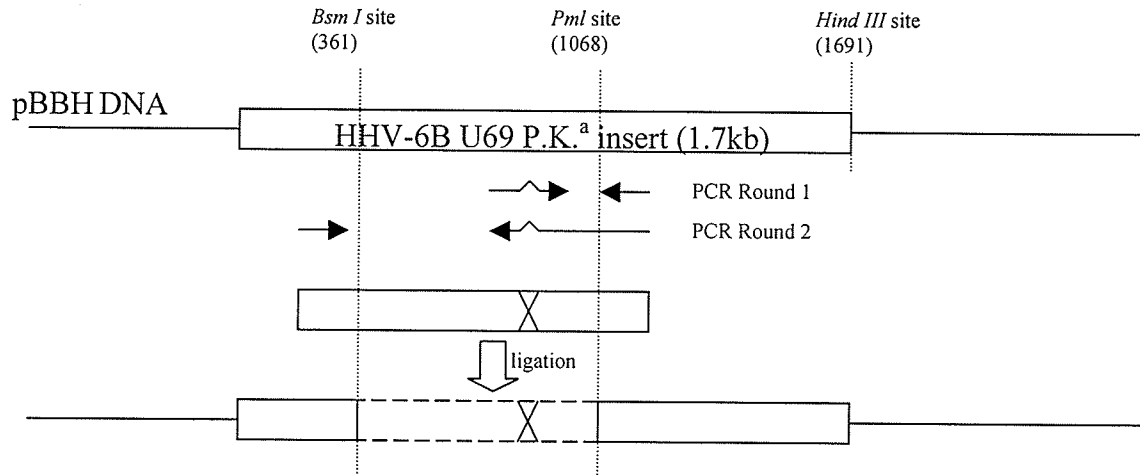 Bsm I site
(361)
Pml site
(1068)
Hind III site
(1691)
pBBH DNA
HHV-6B U69 P.K.ª insert (1.7kb)
PCR Round 1
PCR Round 2
ligation